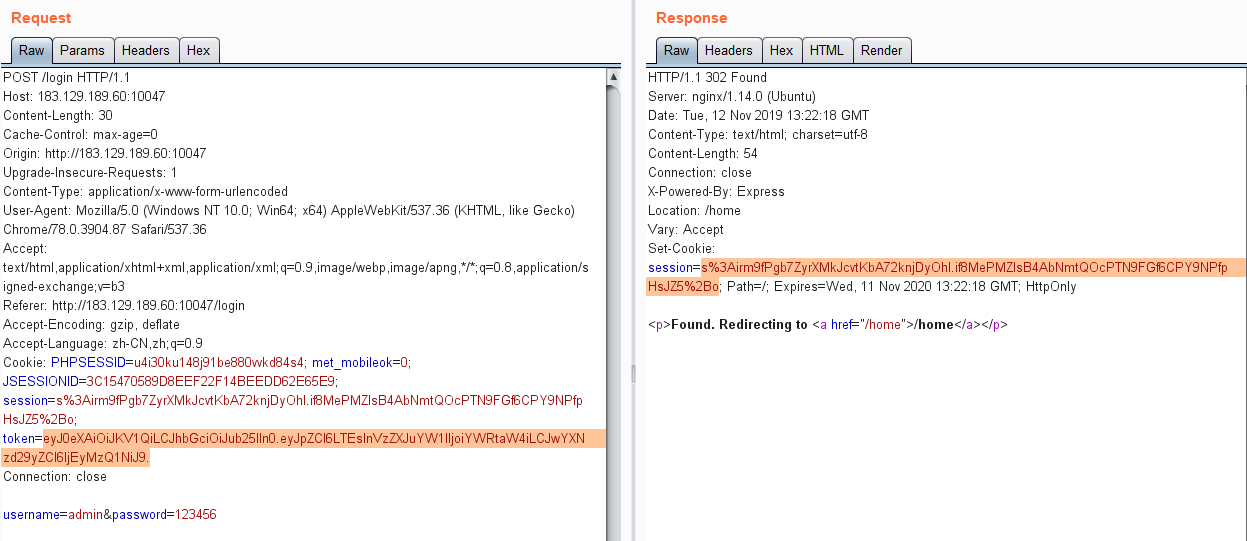 Request
Raw Params Headers Hex
POST /login HTTP/1.1
Host: 183.129.189.60:10047
Content-Length: 30
Cache-Control: max-age=0
Origin: http://183.129.189.60:10047
Upgrade-Insecure-Requests: 1
Content-Type: application/x-www-form-urlencoded
User-Agent: Mozilla/5.0 (Windows NT 10.0; Win64; x64) AppleWebKit/537.36 (KHTML, like Gecko)
Chrome/78.0.3904.87 Safari/537.36
Accept:
text/html,application/xhtml+xml,application/xml;q=0.9,image/webp,image/apng,*/*;q=0.8,application/s
igned-exchange;v=b3
Referer: http://183.129.189.60:10047/login
Accept-Encoding: gzip, deflate
Accept-Language: zh-CN,zh;q=0.9
Cookie: PHPSESSID=u4i30ku148j91be880wkd84s4; met_mobileok=0;
JSESSIONID=3C15470589D8EEF22F14BEEDD62E65E9;
session=s%3Airm9fPgb7ZyrXMkJcvtKbA72knjDyOhI.if8MePMZIsB4AbNmtQOcPTN9FGf6CPY9NPfp
HsJZ5%2Bo;
token=eyJ0eXAiOiJKV1QiLCJhbGciOiJub25lIn0.eyJpZCI6LTEsInVzZXJuYW1lIjoiYWRtaW4iLCJwYXN
zd29yZCI6IjEyMzQ1NiJ9.
Connection: close
username=admin&password=123456
Response
Raw Headers Hex HTML Render
HTTP/1.1 302 Found
Server: nginx/1.14.0 (Ubuntu)
Date: Tue, 12 Nov 2019 13:22:18 GMT
Content-Type: text/html; charset=utf-8
Content-Length: 54
Connection: close
X-Powered-By: Express
Location: /home
Vary: Accept
Set-Cookie:
session=s%3Airm9fPgb7ZyrXMkJcvtKbA72knjDyOhI.if8MePMZIsB4AbNmtQOcPTN9FGf6CPY9NPfp
HsJZ5%2Bo; Path=/; Expires=Wed, 11 Nov 2020 13:22:18 GMT; HttpOnly
<p>Found. Redirecting to <a href="/home">/home</a></p>